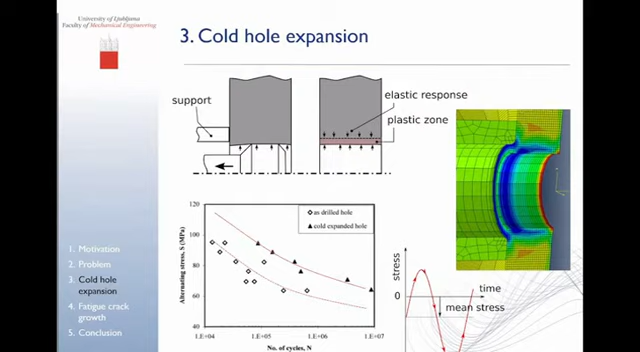 University of Ljubljana
Faculty of Mechanical Engineering
3. Cold hole expansion
support
elastic response
plastic zone
120
100
80
60
40
Alternating stress, S (MPa)
as drilled hole
cold expanded hole
1.E+04
1.E+05
1.E+06
1.E+07
No. of cycles, N
stress
0
time
mean stress
1. Motivation
2. Problem
3. Cold hole
expansion
4. Fatigue crack
growth
5. Conclusion